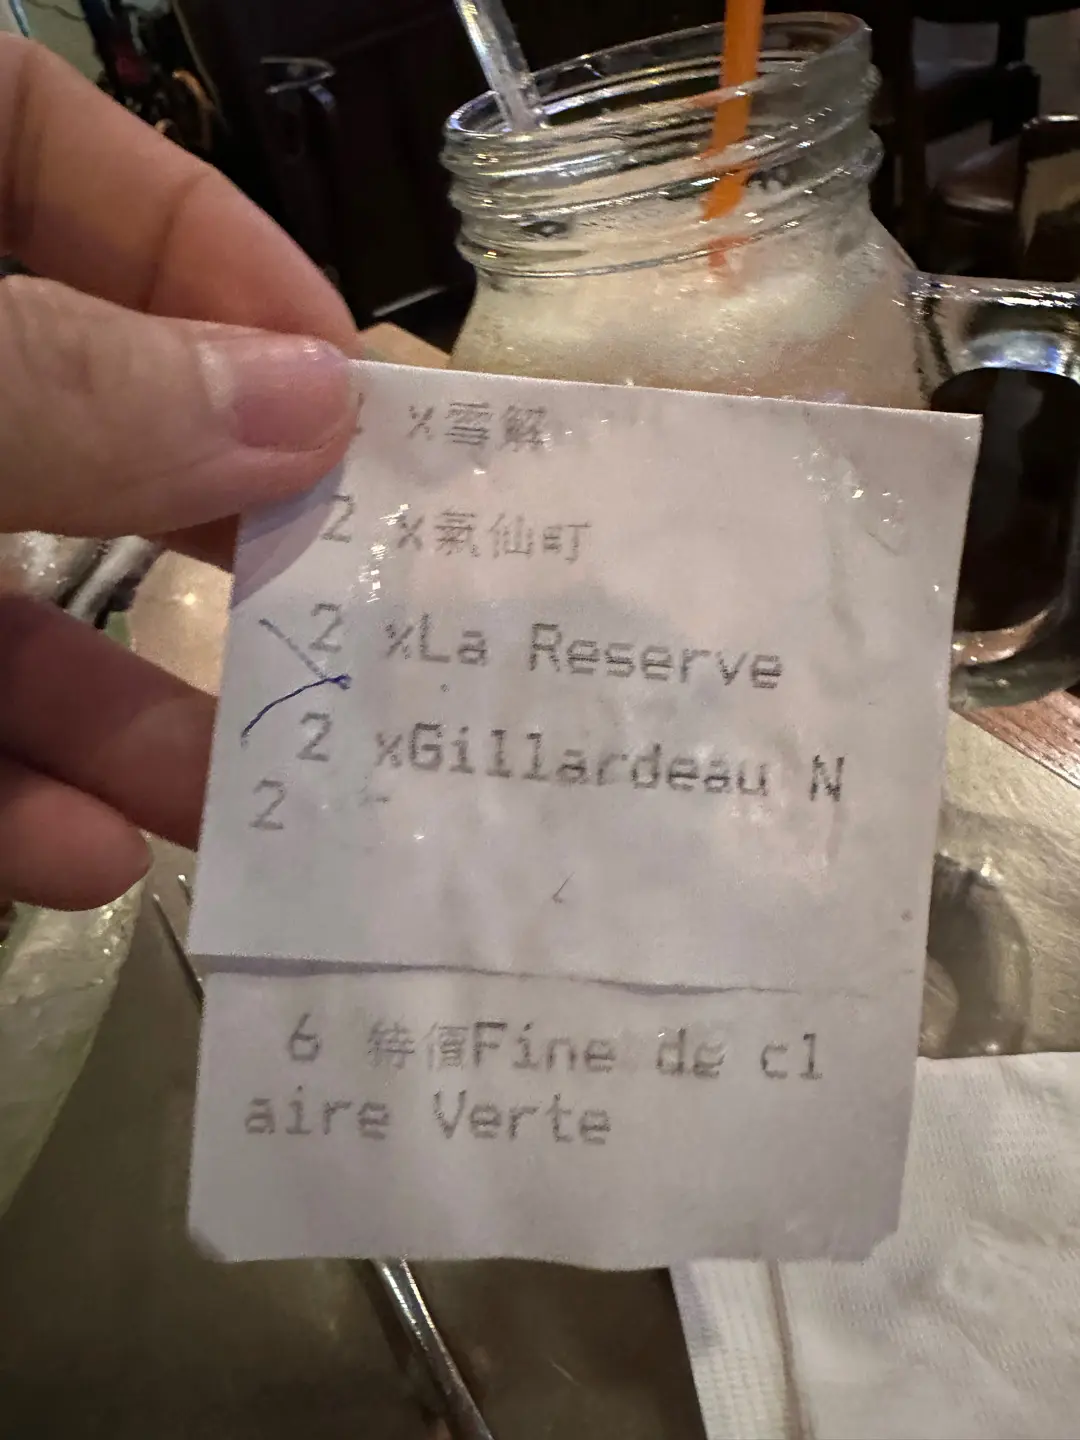 x雪解
2 x氣仙町
2 xLa Reserve
2 xGillardeau N
2
6 特價Fine de cl
aire Verte